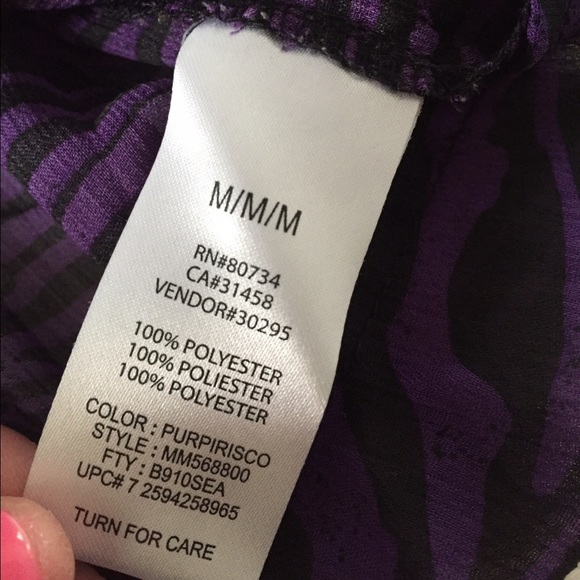 M/M/M
RN#80734
CA#31458
VENDOR#30295
100% POLYESTER
100% POLIESTER
100% POLYESTER
COLOR : PURPIRISCO
STYLE : MM568800
FTY : B910SEA
UPC# 7 2594258965
TURN FOR CARE